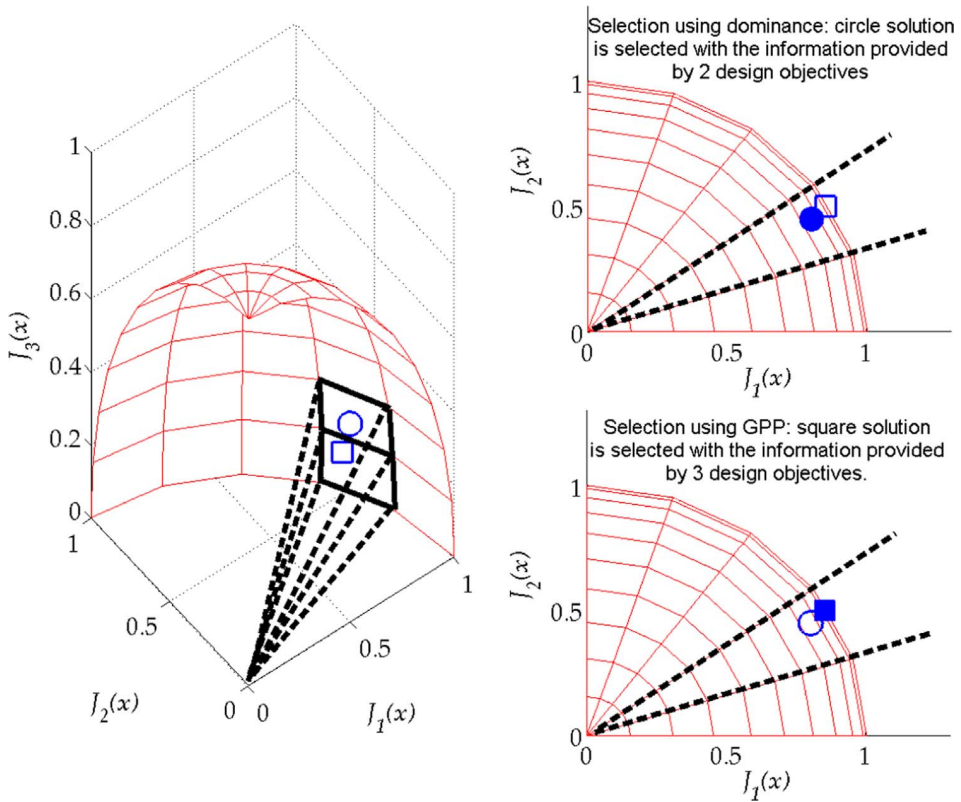 1
0.8
0.6
0.4
0.2
0
J3(x)
1
0.5
0
J2(x)
0
0.5
1
J1(x)
Selection using dominance: circle solution
is selected with the information provided
by 2 design objectives
1
0.5
0
J2(x)
0
0.5
1
J1(x)
Selection using GPP: square solution
is selected with the information provided
by 3 design objectives.
1
0.5
0
J2(x)
0
0.5
1
J1(x)